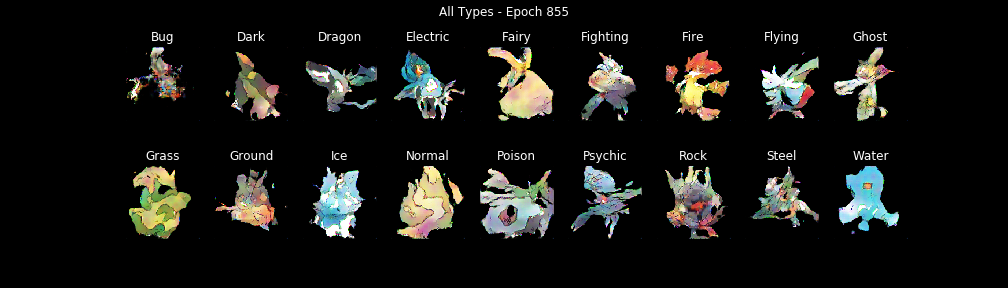 All Types - Epoch 855
Bug Dark Dragon Electric Fairy Fighting Fire Flying Ghost
Grass Ground Ice Normal Poison Psychic Rock Steel Water